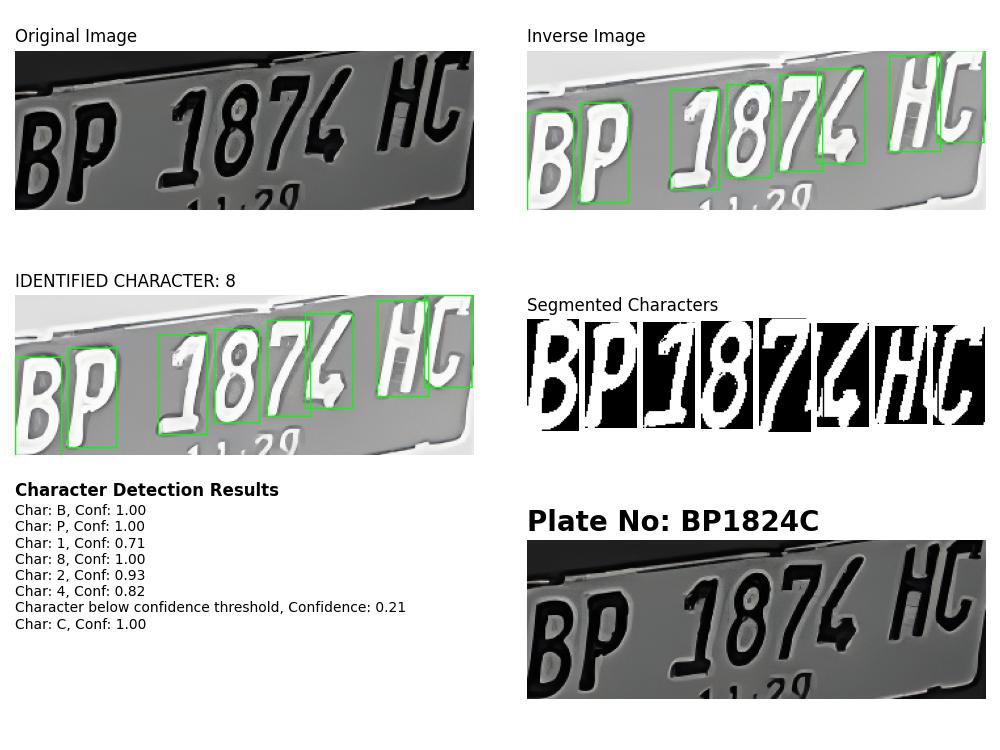 Original Image
BP 1874 HC
11·29
Inverse Image
BP 1874 HC
11·29
IDENTIFIED CHARACTER: 8
BP 1874 HC
11·29
Segmented Characters
BP1874HC
Character Detection Results
Char: B, Conf: 1.00
Char: P, Conf: 1.00
Char: 1, Conf: 0.71
Char: 8, Conf: 1.00
Char: 2, Conf: 0.93
Char: 4, Conf: 0.82
Character below confidence threshold, Confidence: 0.21
Char: C, Conf: 1.00
Plate No: BP1824C
BP 1874 HC
11·29